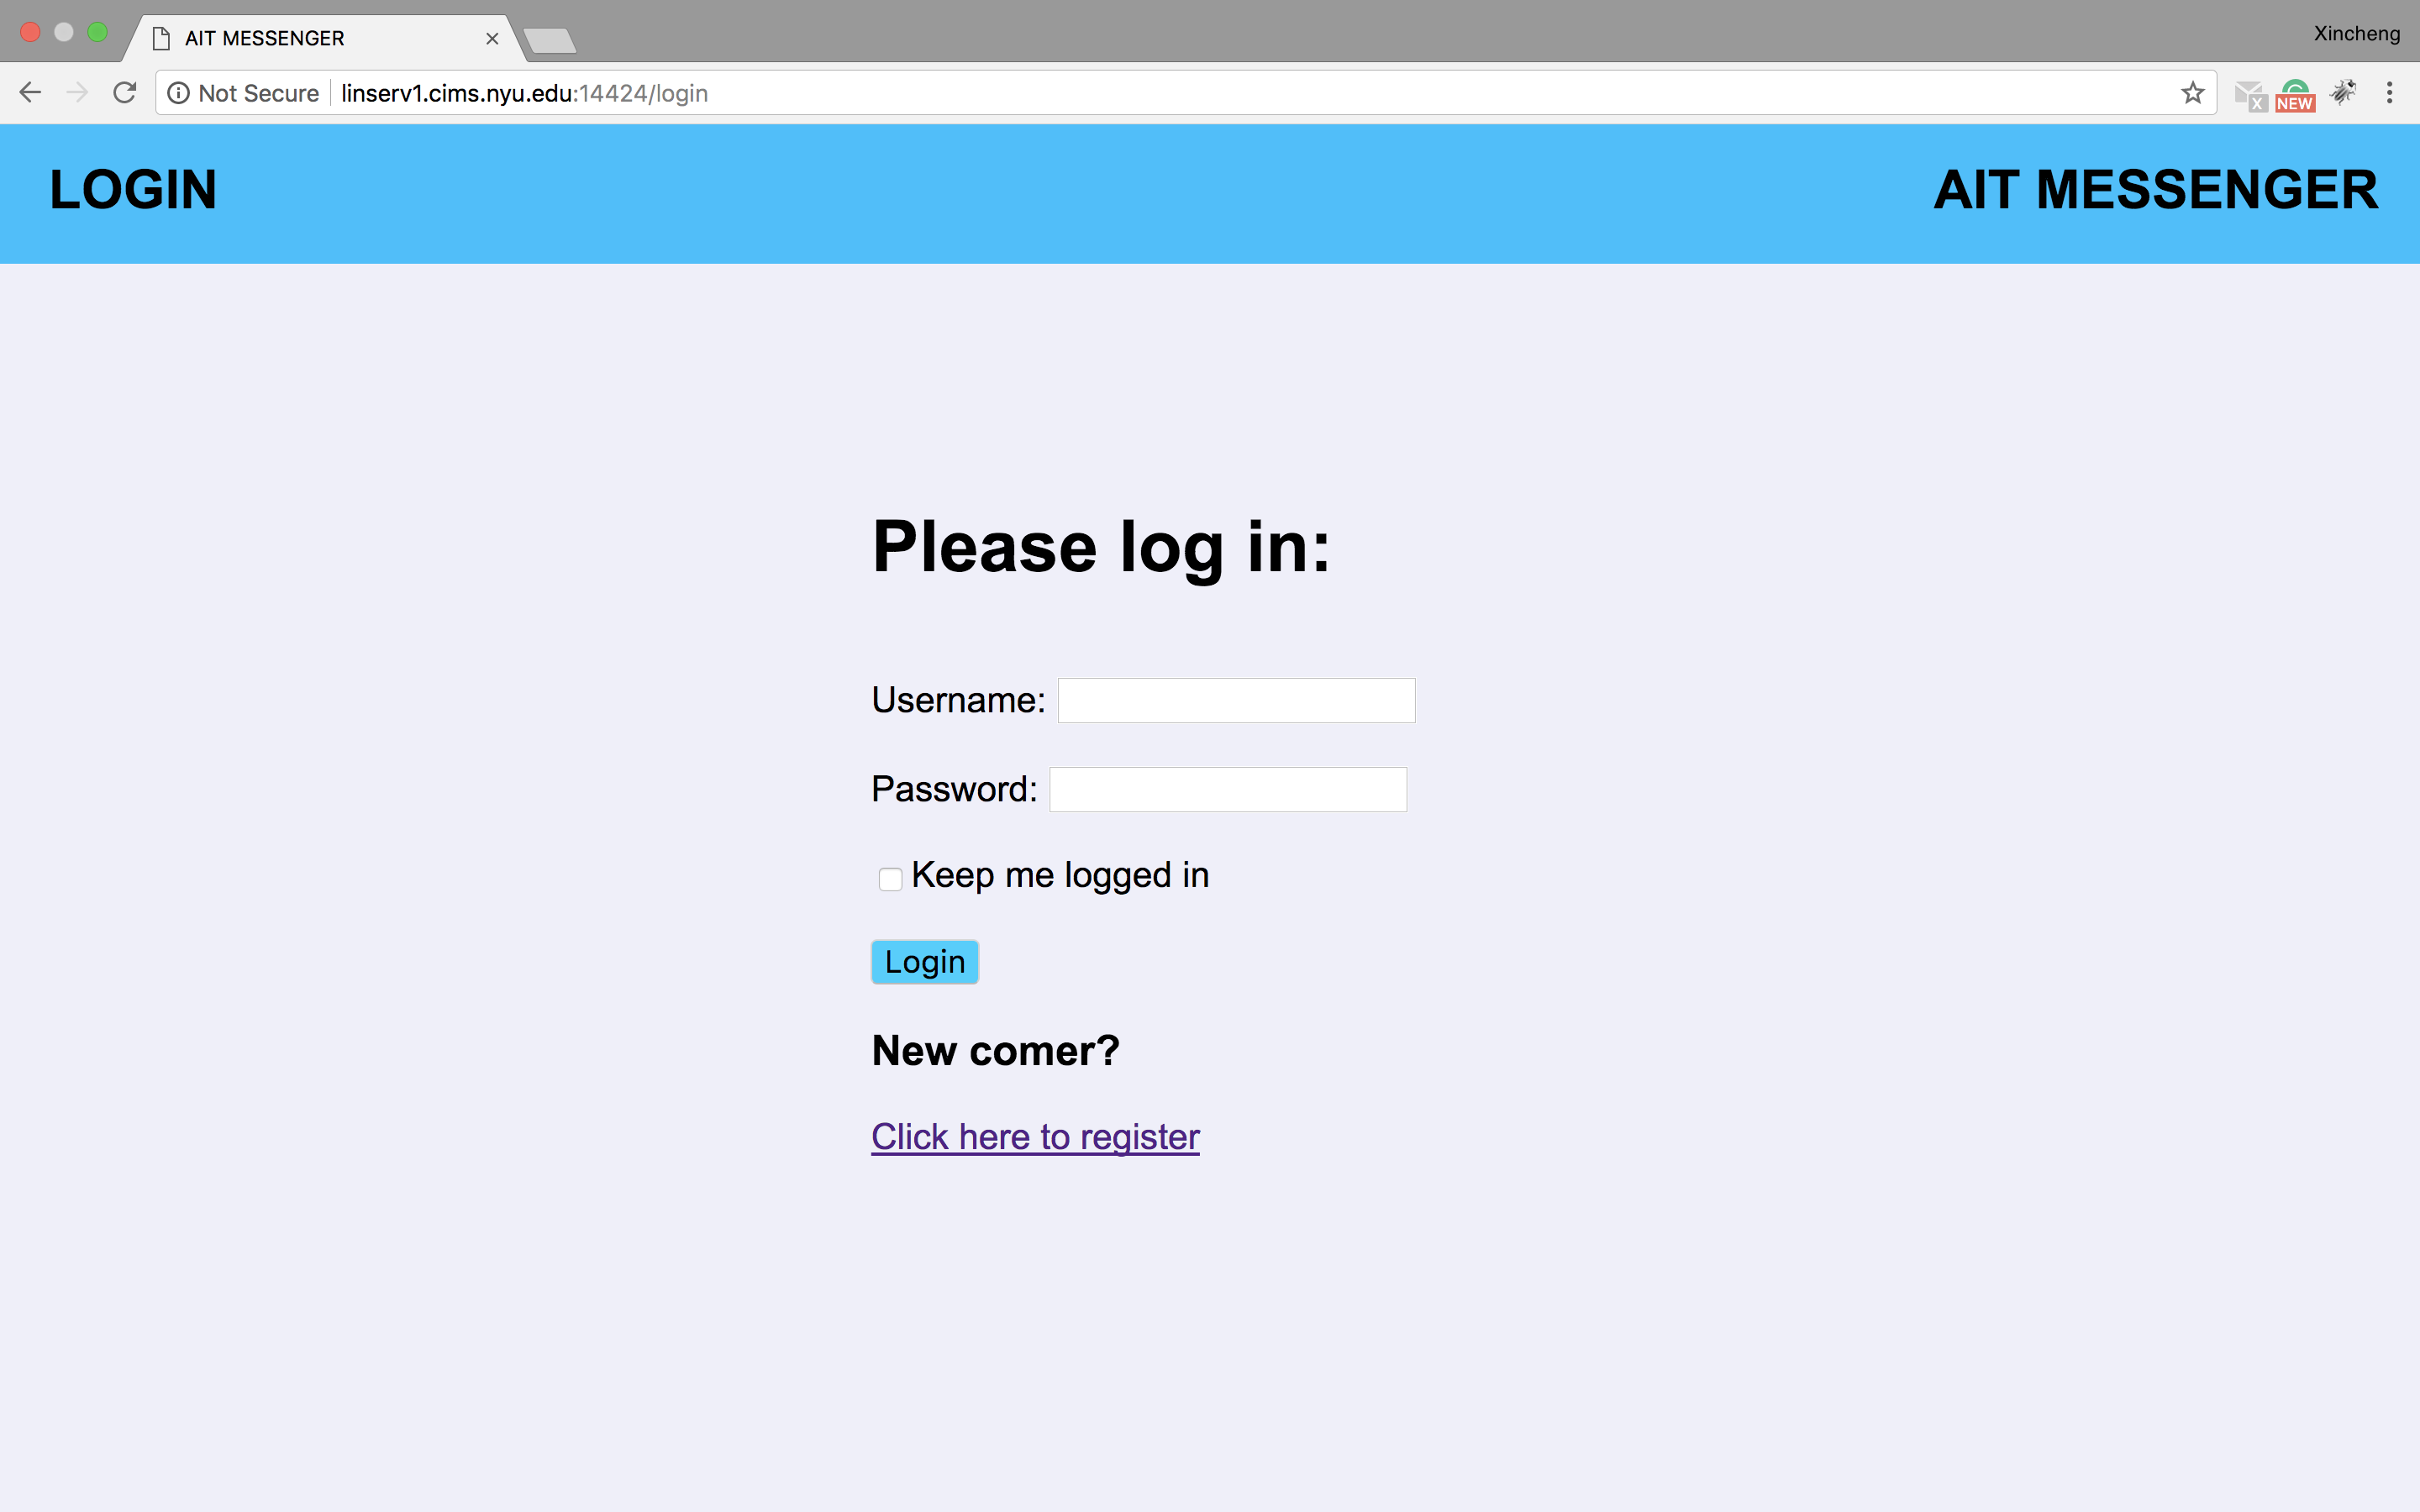 AIT MESSENGER
Xincheng
Not Secure linserv1.cims.nyu.edu:14424/login
X NEW
LOGIN AIT MESSENGER
Please log in:
Username:
Password:
Keep me logged in
Login
New comer?
Click here to register